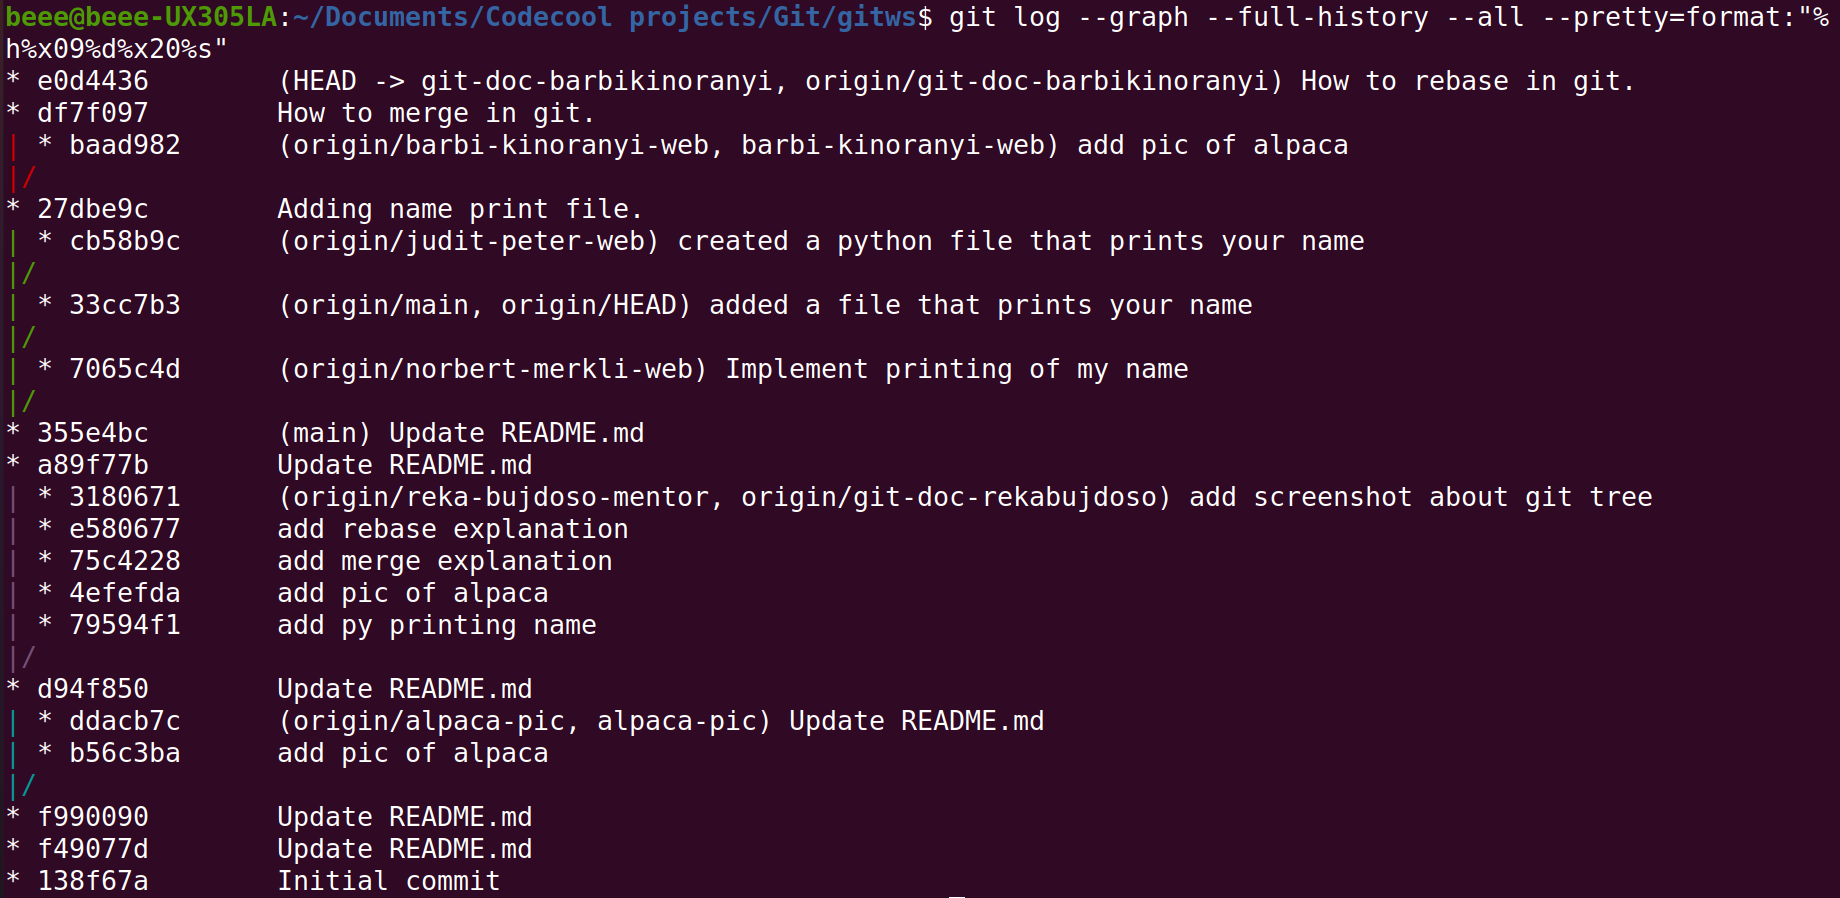 beee@beee-UX305LA:~/Documents/Codecool projects/Git/gitws$ git log --graph --full-history --all --pretty=format:"%
h%x09%d%x20%s"
* e0d4436        (HEAD -> git-doc-barbikinoranyi, origin/git-doc-barbikinoranyi) How to rebase in git.
* df7f097        How to merge in git.
| * baad982      (origin/barbi-kinoranyi-web, barbi-kinoranyi-web) add pic of alpaca
|/
* 27dbe9c        Adding name print file.
| * cb58b9c      (origin/judit-peter-web) created a python file that prints your name
|/
| * 33cc7b3      (origin/main, origin/HEAD) added a file that prints your name
|/
| * 7065c4d      (origin/norbert-merkli-web) Implement printing of my name
|/
* 355e4bc        (main) Update README.md
* a89f77b        Update README.md
| * 3180671      (origin/reka-bujdoso-mentor, origin/git-doc-rekabujdoso) add screenshot about git tree
| * e580677      add rebase explanation
| * 75c4228      add merge explanation
| * 4efefda      add pic of alpaca
| * 79594f1      add py printing name
|/
* d94f850        Update README.md
| * ddacb7c      (origin/alpaca-pic, alpaca-pic) Update README.md
| * b56c3ba      add pic of alpaca
|/
* f990090        Update README.md
* f49077d        Update README.md
* 138f67a        Initial commit